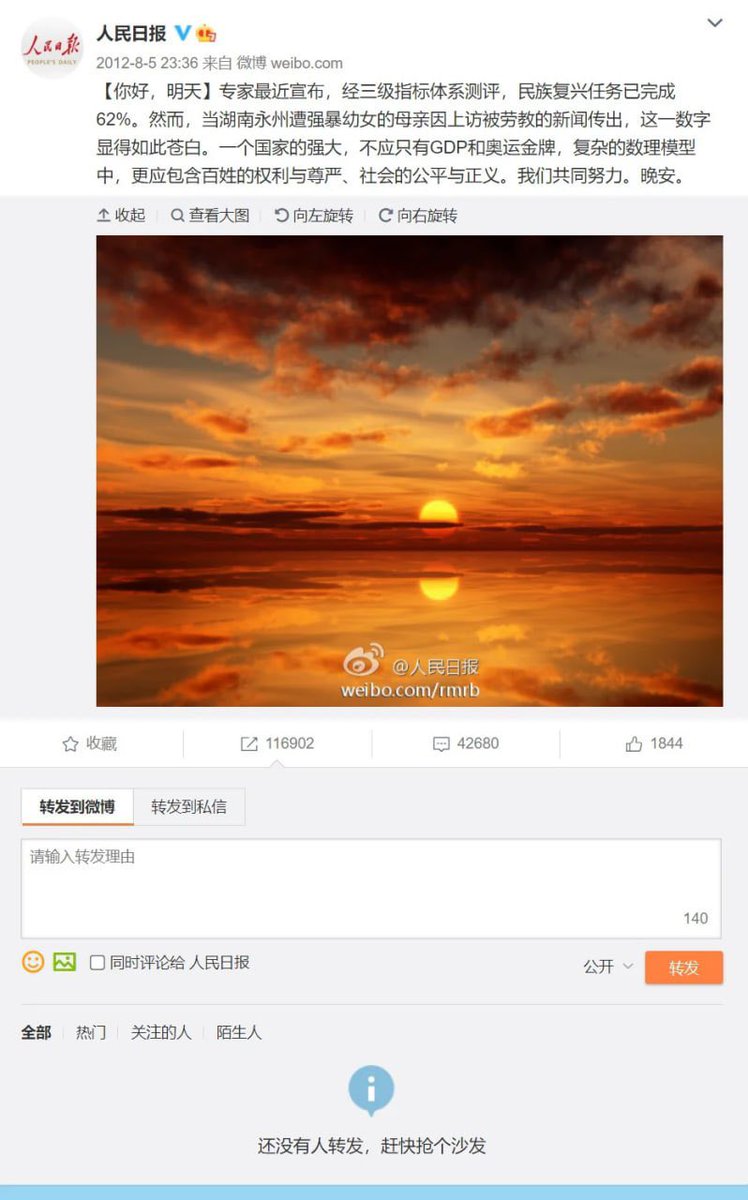 人民日报
PEOPLE'S DAILY
人民日报
2012-8-5 23:36 来自 微博 weibo.com
【你好，明天】专家最近宣布，经三级指标体系测评，民族复兴任务已完成
62%。然而，当湖南永州遭强暴幼女的母亲因上访被劳教的新闻传出，这一数字
显得如此苍白。一个国家的强大，不应只有GDP和奥运金牌，复杂的数理模型
中，更应包含百姓的权利与尊严、社会的公平与正义。我们共同努力。晚安。
收起 查看大图 向左旋转 向右旋转
@人民日报
weibo.com/rmrb
收藏 116902 42680 1844
转发到微博 转发到私信
请输入转发理由
140
同时评论给 人民日报 公开 转发
全部 热门 关注的人 陌生人
还没有人转发，赶快抢个沙发